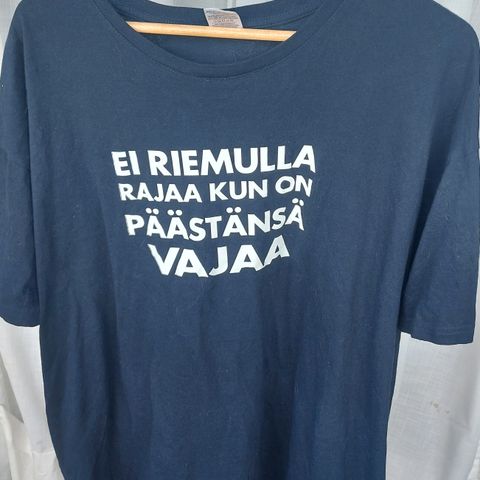 EI RIEMULLA
RAJAA KUN ON
PÄÄSTÄNSÄ
VAJAA